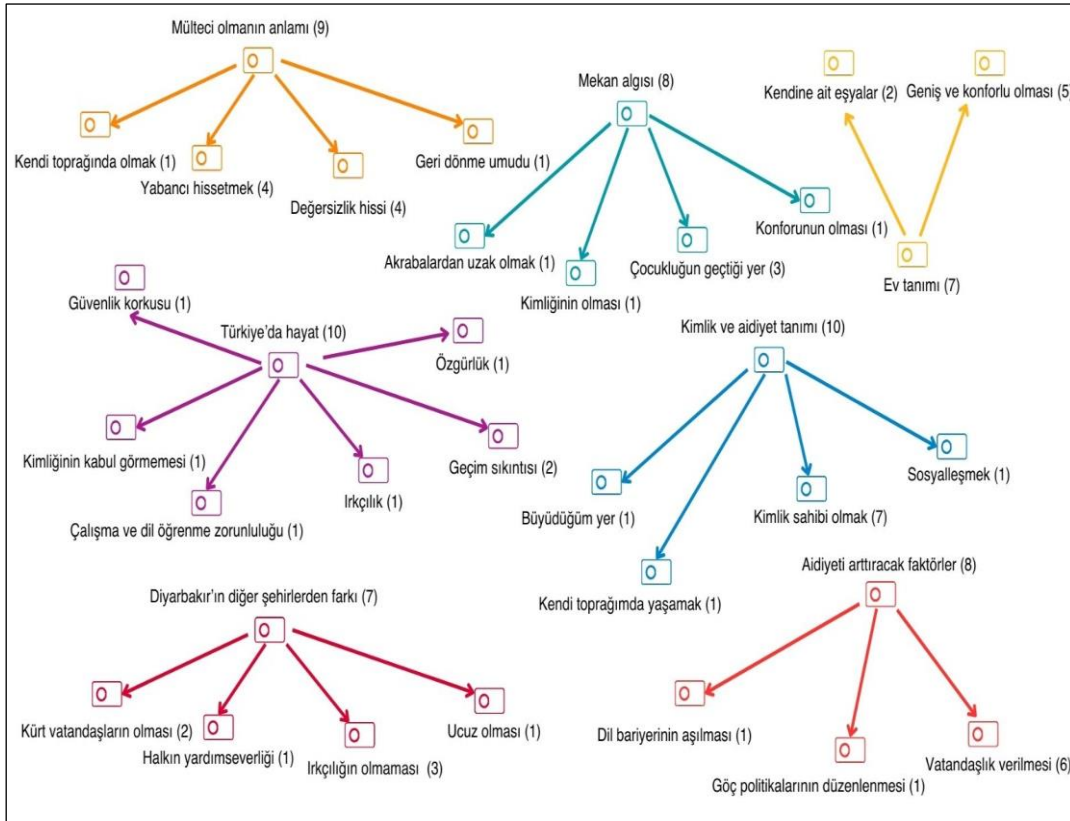 Mülteci olmanın anlamı (9)
Kendi toprağında olmak (1)
Yabancı hissetmek (4)
Değersizlik hissi (4)
Geri dönme umudu (1)
Mekan algısı (8)
Akrabalardan uzak olmak (1)
Kimliğinin olması (1)
Çocukluğun geçtiği yer (3)
Konforunun olması (1)
Kendine ait eşyalar (2)
Geniş ve konforlu olması (5)
Ev tanımı (7)
Güvenlik korkusu (1)
Türkiye'da hayat (10)
Özgürlük (1)
Kimliğinin kabul görmemesi (1)
Çalışma ve dil öğrenme zorunluluğu (1)
Irkçılık (1)
Geçim sıkıntısı (2)
Kimlik ve aidiyet tanımı (10)
Büyüdüğüm yer (1)
Kendi toprağımda yaşamak (1)
Kimlik sahibi olmak (7)
Sosyalleşmek (1)
Diyarbakır'ın diğer şehirlerden farkı (7)
Kürt vatandaşların olması (2)
Halkın yardımseverliği (1)
Irkçılığın olmaması (3)
Ucuz olması (1)
Aidiyeti arttıracak faktörler (8)
Dil bariyerinin aşılması (1)
Göç politikalarının düzenlenmesi (1)
Vatandaşlık verilmesi (6)